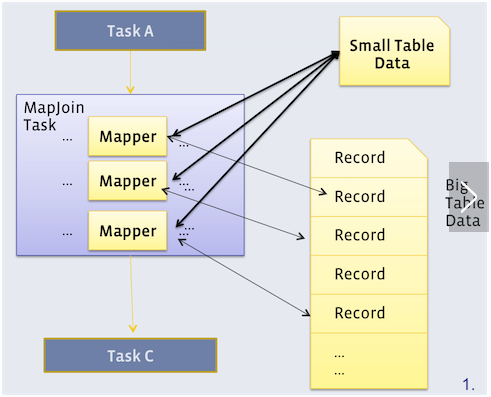 Task A
Small Table
Data
MapJoin
Task
... Mapper ...
... Mapper ...
... Mapper ...
...
Record
Record
Record
Record
Record
...
...
Big
Table
Data
Task C
1.